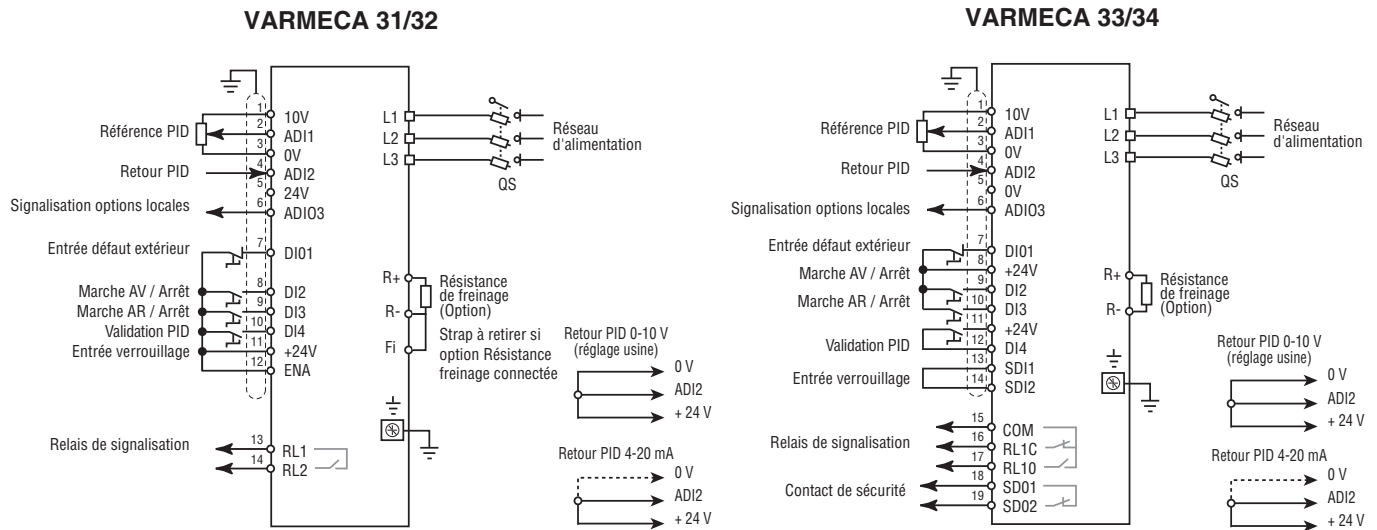 VARMECA 31/32
Référence PID
Retour PID
Signalisation options locales
Entrée défaut extérieur
Marche AV / Arrêt
Marche AR / Arrêt
Validation PID
Entrée verrouillage
Relais de signalisation
1 10V
2 ADI1
3 0V
4 ADI2
5 24V
6 ADIO3
7 DI01
8 DI2
9 DI3
10 DI4
11 +24V
12 ENA
13 RL1
14 RL2
L1
L2
L3
QS
Réseau
d'alimentation
R+
R-
Fi
Résistance
de freinage
(Option)
Strap à retirer si
option Résistance
freinage connectée
Retour PID 0-10 V
(réglage usine)
0 V
ADI2
+ 24 V
Retour PID 4-20 mA
0 V
ADI2
+ 24 V
VARMECA 33/34
Référence PID
Retour PID
Signalisation options locales
Entrée défaut extérieur
Marche AV / Arrêt
Marche AR / Arrêt
Validation PID
Entrée verrouillage
Relais de signalisation
Contact de sécurité
1 10V
2 ADI1
3 0V
4 ADI2
5 0V
6 ADIO3
7 DI01
8 +24V
9 DI2
10 DI3
11 +24V
12 DI4
13 SDI1
14 SDI2
15 COM
16 RL1C
17 RL10
18 SD01
19 SD02
L1
L2
L3
QS
Réseau
d'alimentation
R+
R-
Résistance
de freinage
(Option)
Retour PID 0-10 V
(réglage usine)
0 V
ADI2
+ 24 V
Retour PID 4-20 mA
0 V
ADI2
+ 24 V